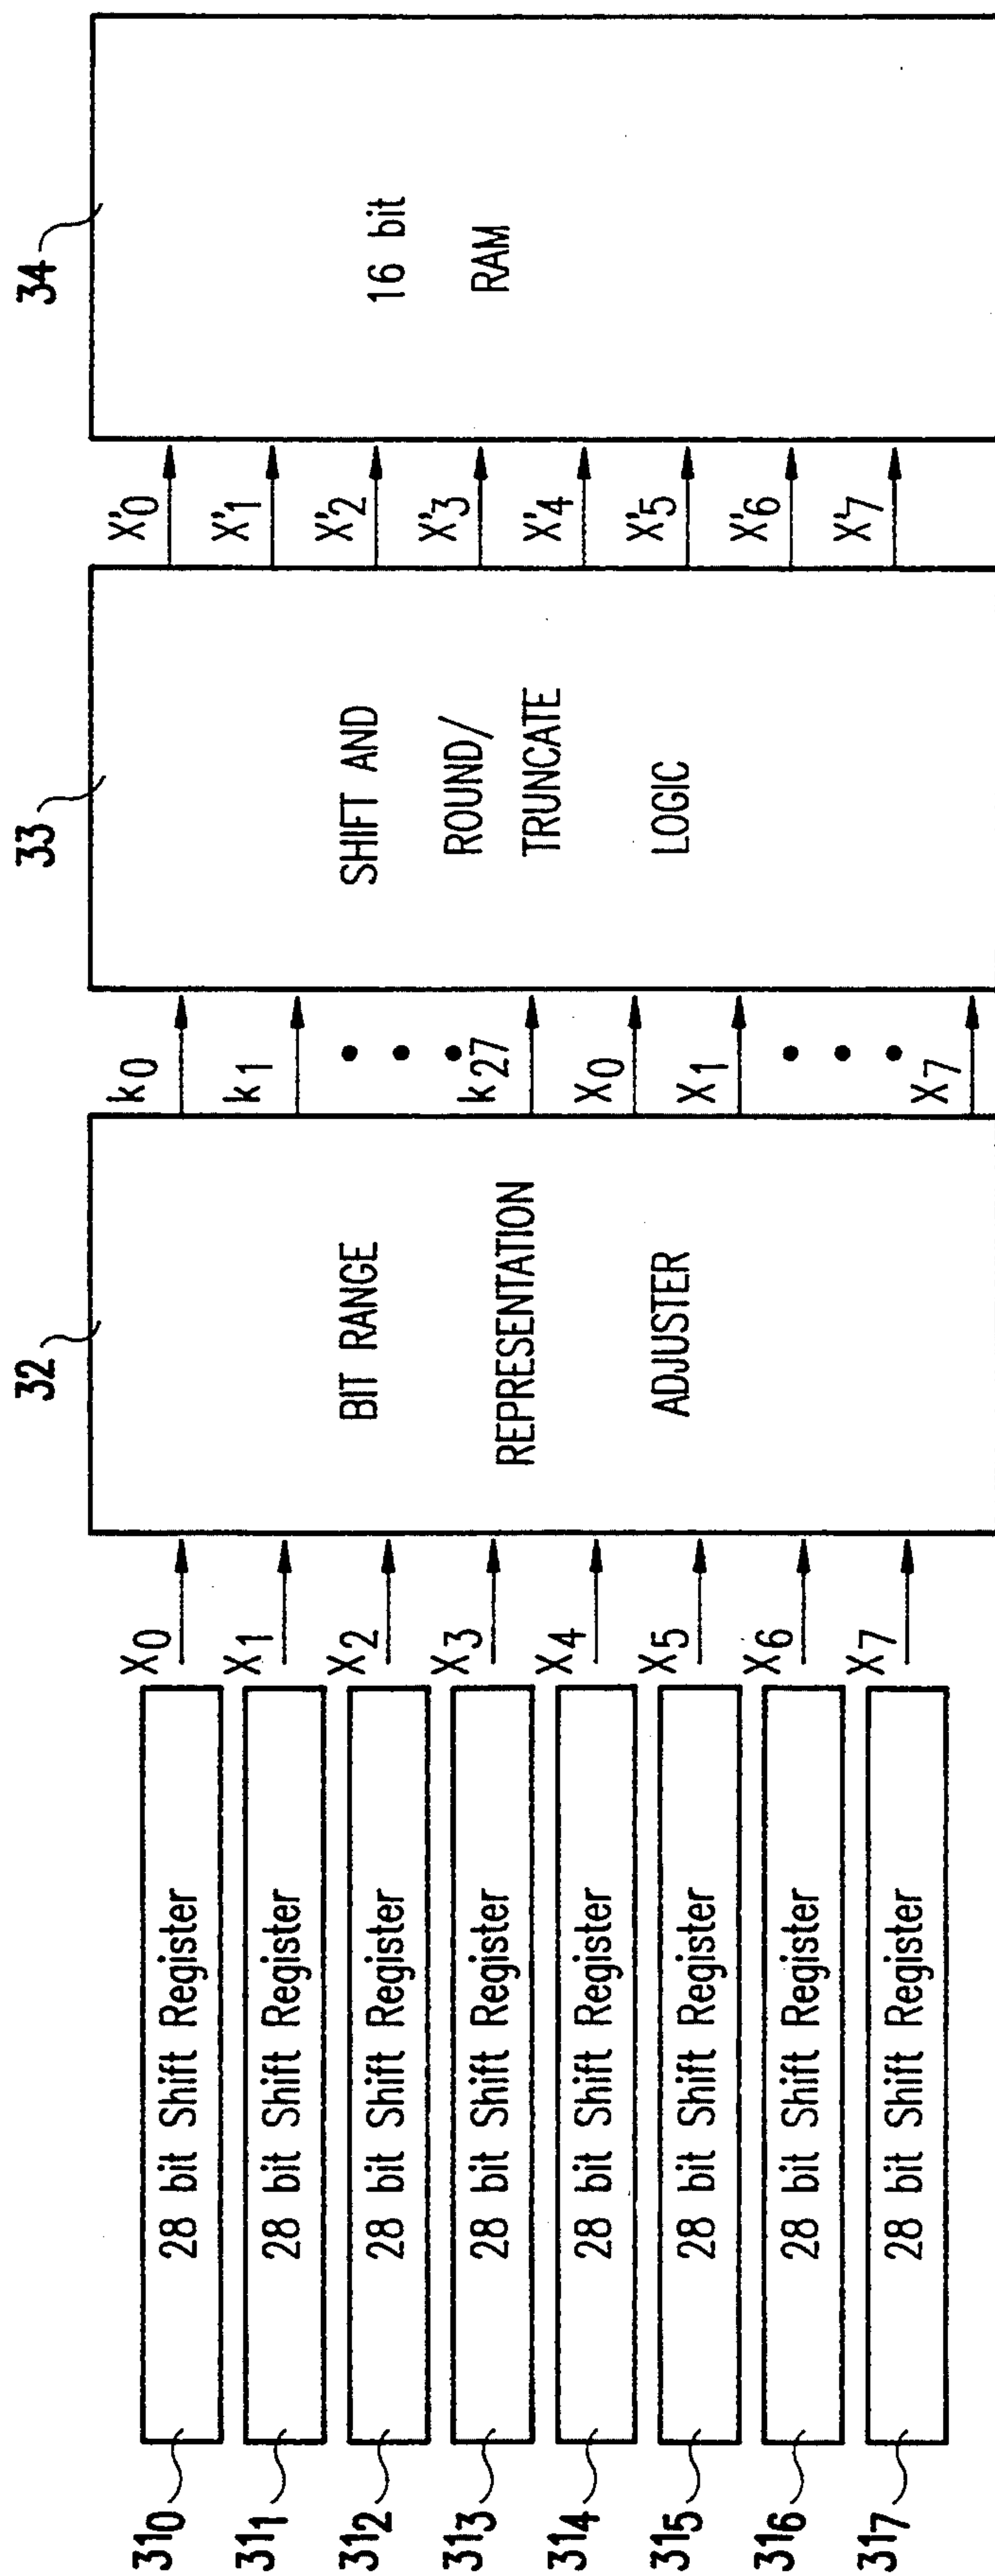 31₀ 28 bit Shift Register X₀
31₁ 28 bit Shift Register X₁
31₂ 28 bit Shift Register X₂
31₃ 28 bit Shift Register X₃
31₄ 28 bit Shift Register X₄
31₅ 28 bit Shift Register X₅
31₆ 28 bit Shift Register X₆
31₇ 28 bit Shift Register X₇
32
BIT RANGE
REPRESENTATION
ADJUSTER
k₀
k₁
k₂₇
X₀
X₁
X₇
33
SHIFT AND
ROUND/
TRUNCATE
LOGIC
X'₀
X'₁
X'₂
X'₃
X'₄
X'₅
X'₆
X'₇
34
16 bit
RAM